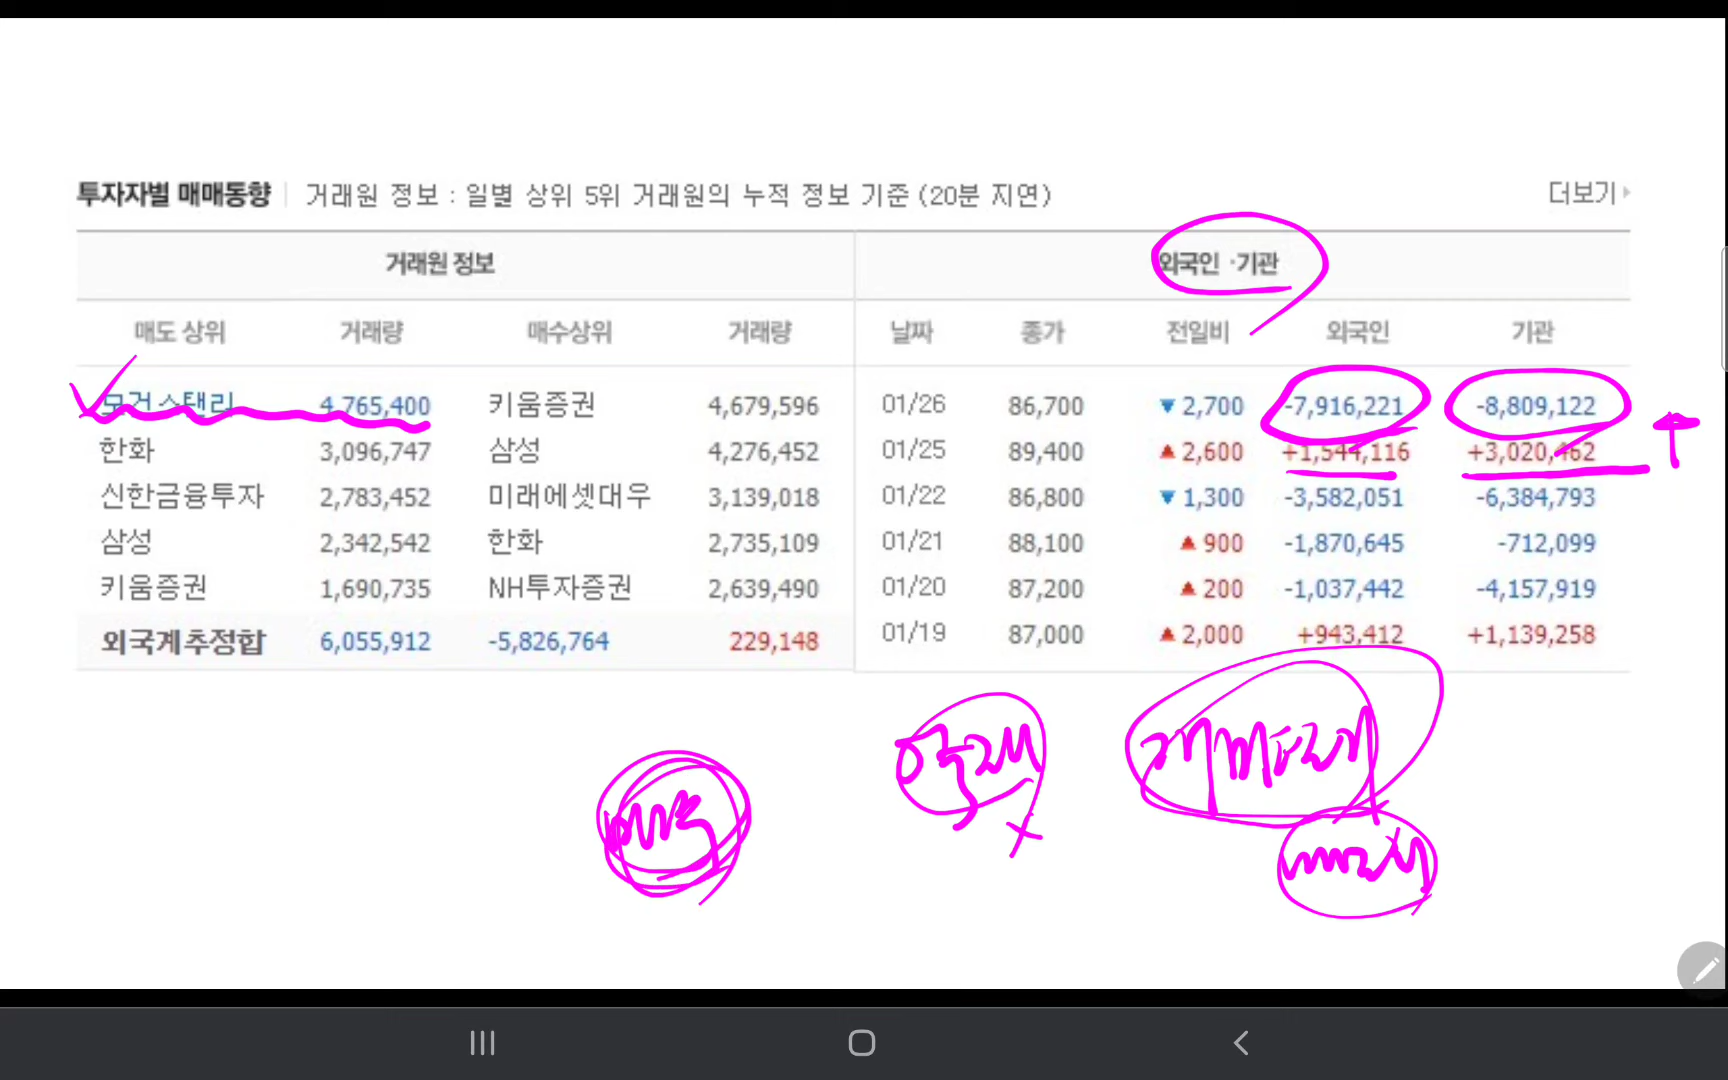 투자자별 매매동향 거래원 정보 : 일별 상위 5위 거래원의 누적 정보 기준 (20분 지연) 더보기
거래원 정보 외국인 · 기관
매도 상위 거래량 매수상위 거래량 날짜 종가 전일비 외국인 기관
모건 스탠리 4,765,400 키움증권 4,679,596 01/26 86,700 ▼ 2,700 -7,916,221 -8,809,122
한화 3,096,747 삼성 4,276,452 01/25 89,400 ▲ 2,600 +1,544,116 +3,020,462
신한금융투자 2,783,452 미래에셋대우 3,139,018 01/22 86,800 ▼ 1,300 -3,582,051 -6,384,793
삼성 2,342,542 한화 2,735,109 01/21 88,100 ▲ 900 -1,870,645 -712,099
키움증권 1,690,735 NH투자증권 2,639,490 01/20 87,200 ▲ 200 -1,037,442 -4,157,919
외국계추정합 6,055,912 -5,826,764 229,148 01/19 87,000 ▲ 2,000 +943,412 +1,139,258